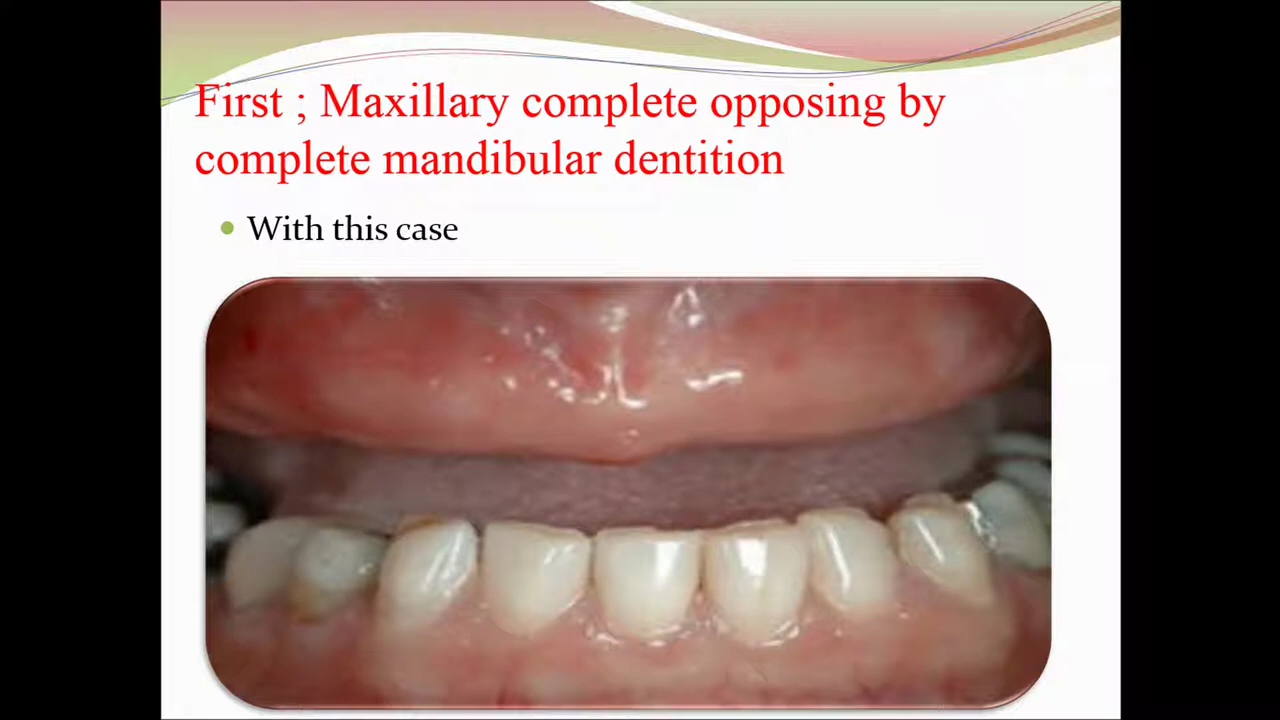 First ; Maxillary complete opposing by
complete mandibular dentition
With this case